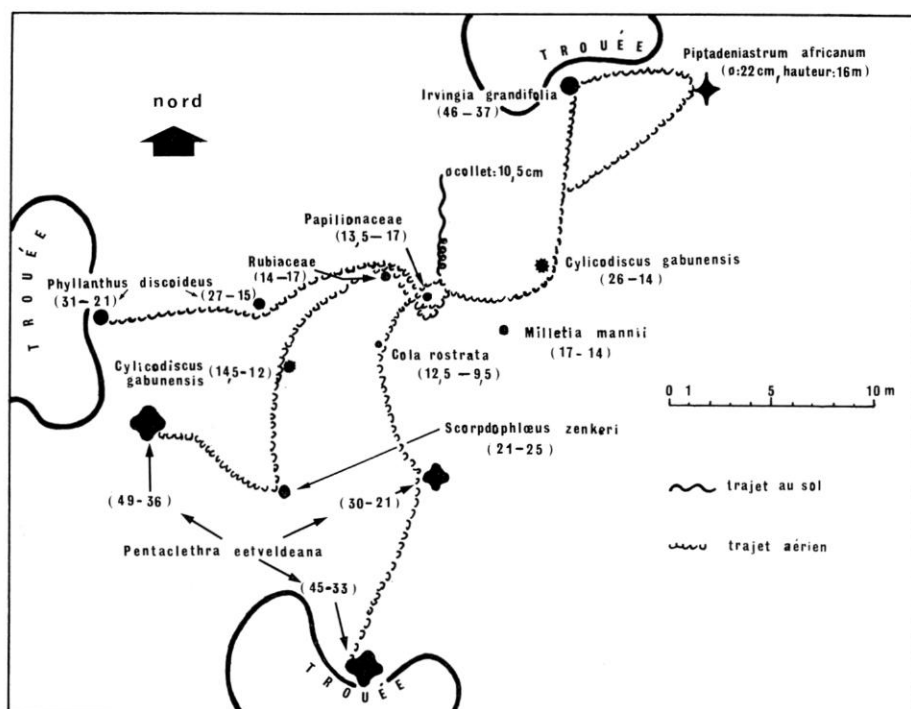 TROUÉE
Piptadeniastrum africanum
(ø:22cm, hauteur:16m)
Irvingia grandifolia
(46-37)
nord
øcollet:10,5cm
Papilionaceae
(13,5-17)
Rubiaceae
(14-17)
Cylicodiscus gabunensis
(26-14)
TROUÉE
Phyllanthus discoideus
(31-21)
(27-15)
Milletia mannii
(17-14)
Cola rostrata
(12,5-9,5)
Cylicodiscus
gabunensis
(14,5-12)
0 1 5 10 m
Scorpdophlœus zenkeri
(21-25)
trajet au sol
(49-36)
(30-21)
trajet aérien
Pentaclethra eetveldeana
(45-33)
TROUÉE